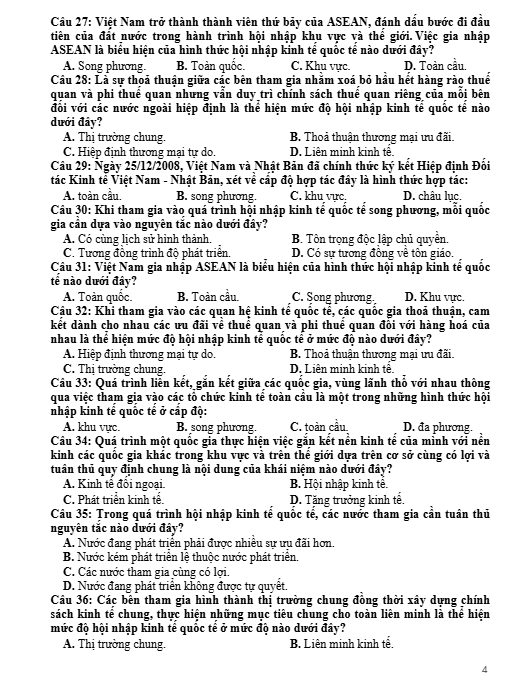 Câu 27: Việt Nam trở thành thành viên thứ bảy của ASEAN, đánh dấu bước đi đầu
tiên của đất nước trong hành trình hội nhập khu vực và thế giới. Việc gia nhập
ASEAN là biểu hiện của hình thức hội nhập kinh tế quốc tế nào dưới đây?
A. Song phương. B. Toàn quốc. C. Khu vực. D. Toàn cầu.
Câu 28: Là sự thoả thuận giữa các bên tham gia nhằm xoá bỏ hầu hết hàng rào thuế
quan và phi thuế quan nhưng vẫn duy trì chính sách thuế quan riêng của mỗi bên
đối với các nước ngoài hiệp định là thể hiện mức độ hội nhập kinh tế quốc tế nào
dưới đây?
A. Thị trường chung. B. Thoả thuận thương mại ưu đãi.
C. Hiệp định thương mại tự do. D. Liên minh kinh tế.
Câu 29: Ngày 25/12/2008, Việt Nam và Nhật Bản đã chính thức ký kết Hiệp định Đối
tác Kinh tế Việt Nam - Nhật Bản, xét về cấp độ hợp tác đây là hình thức hợp tác:
A. toàn cầu. B. song phương. C. khu vực. D. châu lục.
Câu 30: Khi tham gia vào quá trình hội nhập kinh tế quốc tế song phương, mỗi quốc
gia cần dựa vào nguyên tắc nào dưới đây?
A. Có cùng lịch sử hình thành. B. Tôn trọng độc lập chủ quyền.
C. Tương đồng trình độ phát triển. D. Có sự tương đồng về tôn giáo.
Câu 31: Việt Nam gia nhập ASEAN là biểu hiện của hình thức hội nhập kinh tế quốc
tế nào dưới đây?
A. Toàn quốc. B. Toàn cầu. C. Song phương. D. Khu vực.
Câu 32: Khi tham gia vào các quan hệ kinh tế quốc tế, các quốc gia thoả thuận, cam
kết dành cho nhau các ưu đãi về thuế quan và phi thuế quan đối với hàng hoá của
nhau là thể hiện mức độ hội nhập kinh tế quốc tế ở mức độ nào dưới đây?
A. Hiệp định thương mại tự do. B. Thoả thuận thương mại ưu đãi.
C. Thị trường chung. D. Liên minh kinh tế.
Câu 33: Quá trình liên kết, gắn kết giữa các quốc gia, vùng lãnh thổ với nhau thông
qua việc tham gia vào các tổ chức kinh tế toàn cầu là một trong những hình thức hội
nhập kinh tế quốc tế ở cấp độ:
A. khu vực. B. song phương. C. toàn cầu. D. đa phương.
Câu 34: Quá trình một quốc gia thực hiện việc gắn kết nền kinh tế của mình với nền
kinh các quốc gia khác trong khu vực và trên thế giới dựa trên cơ sở cùng có lợi và
tuân thủ quy định chung là nội dung của khái niệm nào dưới đây?
A. Kinh tế đối ngoại. B. Hội nhập kinh tế.
C. Phát triển kinh tế. D. Tăng trưởng kinh tế.
Câu 35: Trong quá trình hội nhập kinh tế quốc tế, các nước tham gia cần tuân thủ
nguyên tắc nào dưới đây?
A. Nước đang phát triển phải được nhiều sự ưu đãi hơn.
B. Nước kém phát triển lệ thuộc nước phát triển.
C. Các nước tham gia cùng có lợi.
D. Nước đang phát triển không được tự quyết.
Câu 36: Các bên tham gia hình thành thị trường chung đồng thời xây dựng chính
sách kinh tế chung, thực hiện những mục tiêu chung cho toàn liên minh là thể hiện
mức độ hội nhập kinh tế quốc tế ở mức độ nào dưới đây?
A. Thị trường chung. B. Liên minh kinh tế.
4